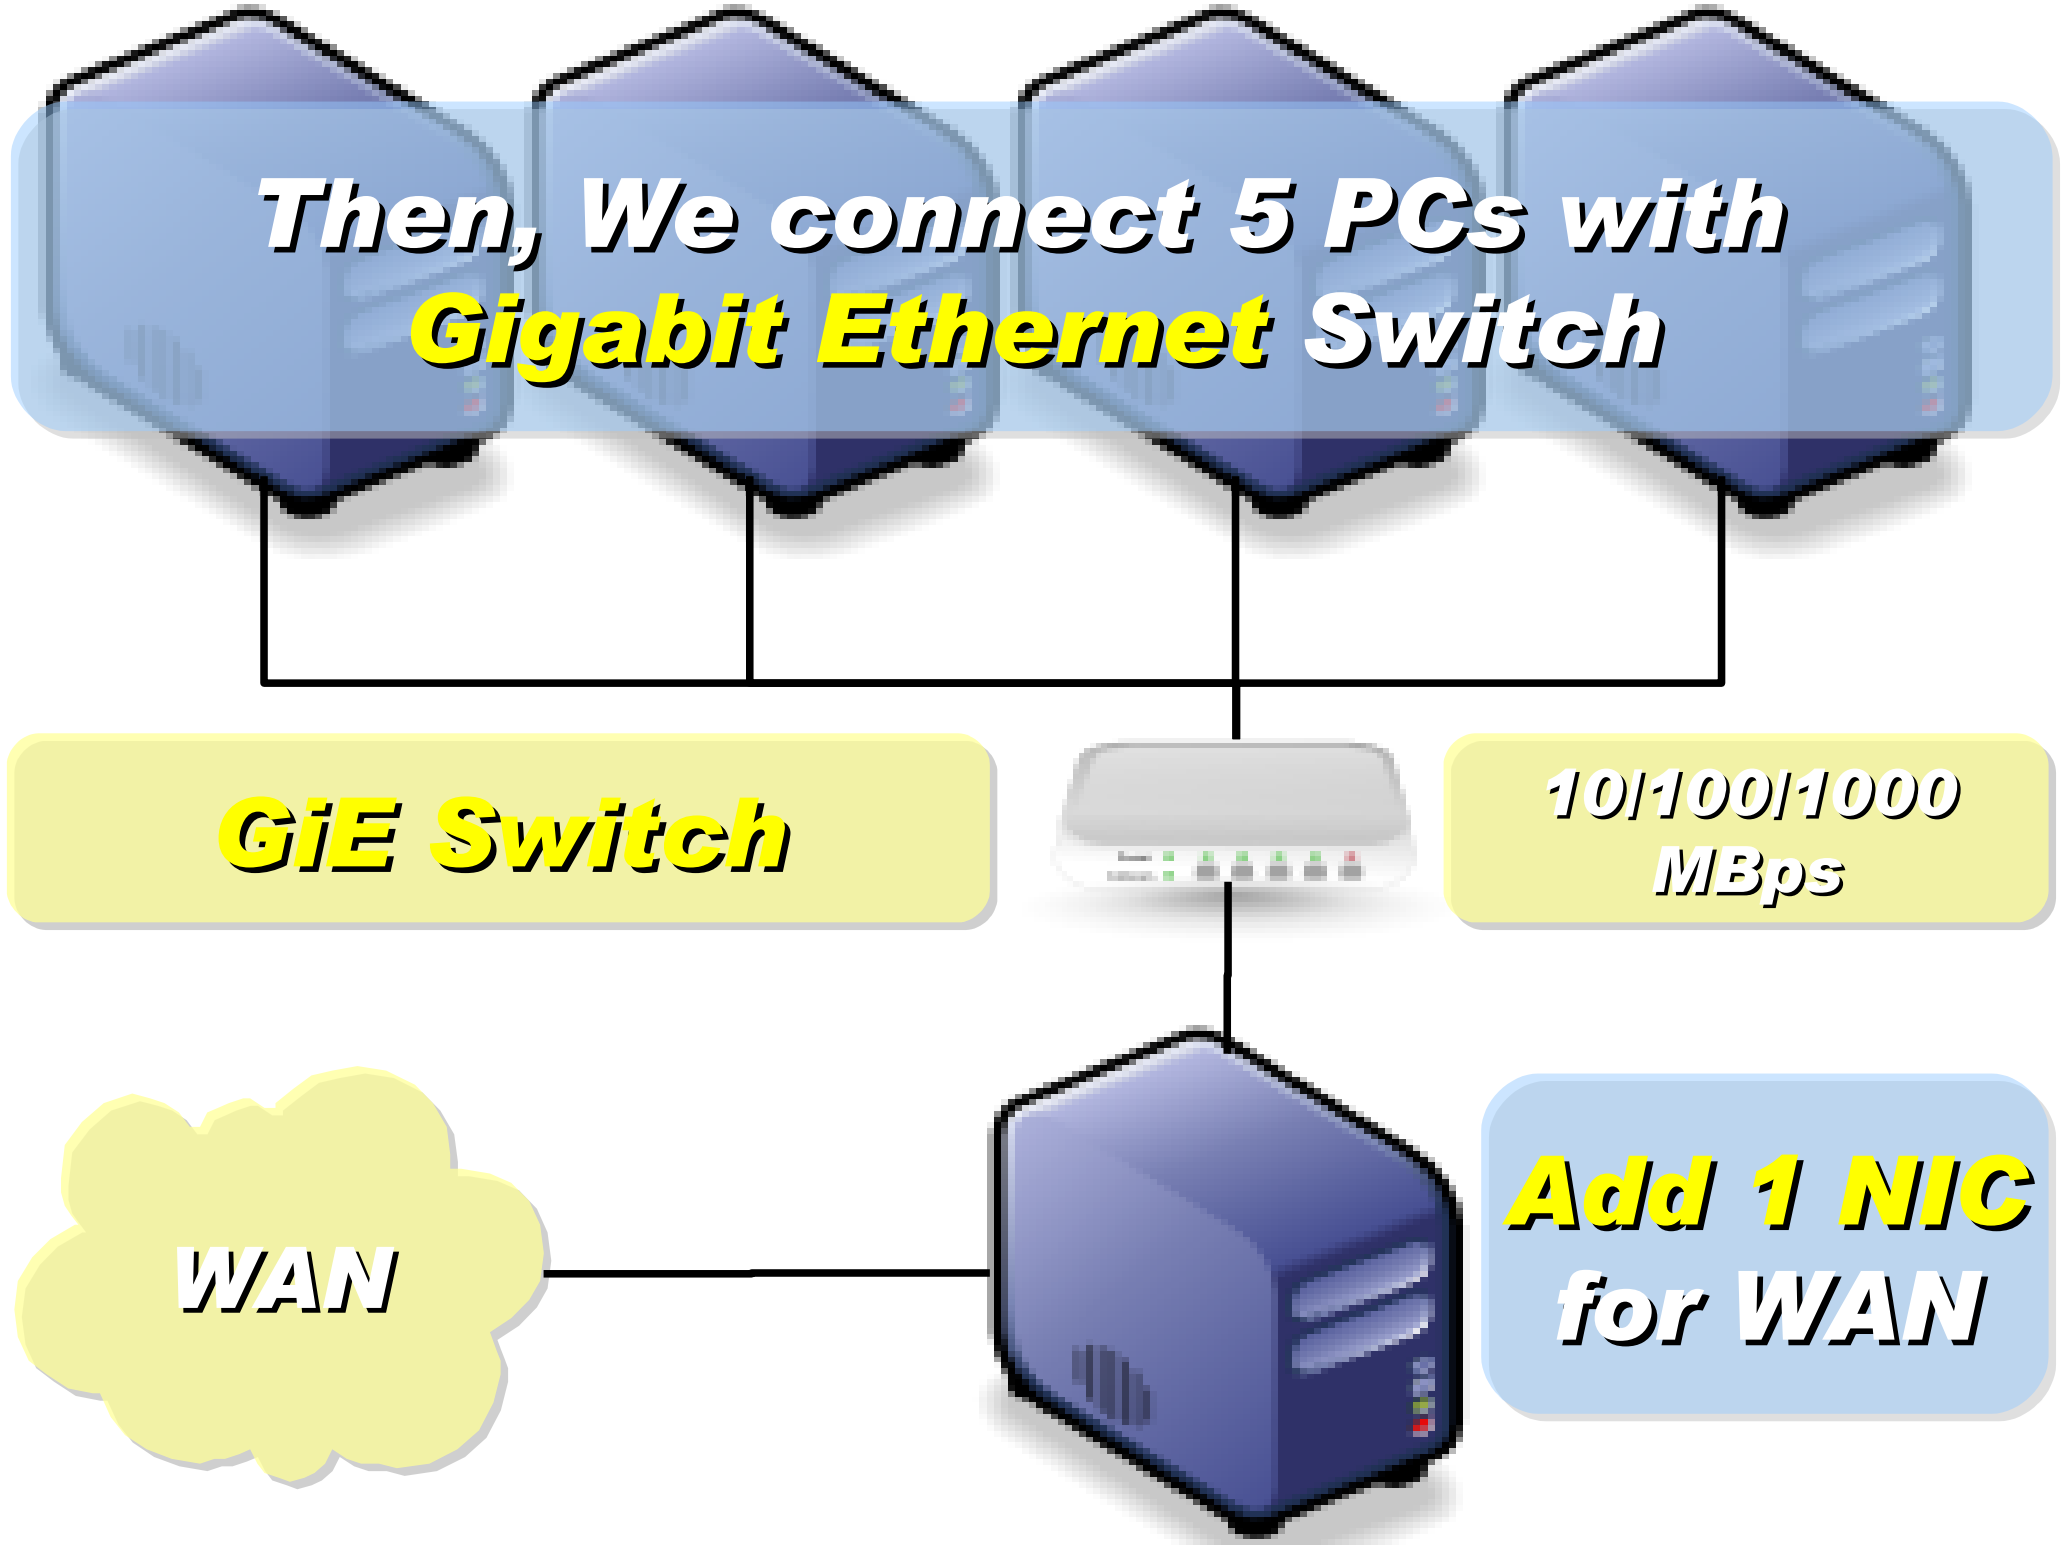 Then, We connect 5 PCs with
Gigabit Ethernet Switch
GiE Switch
10/100/1000
MBps
WAN
Add 1 NIC
for WAN